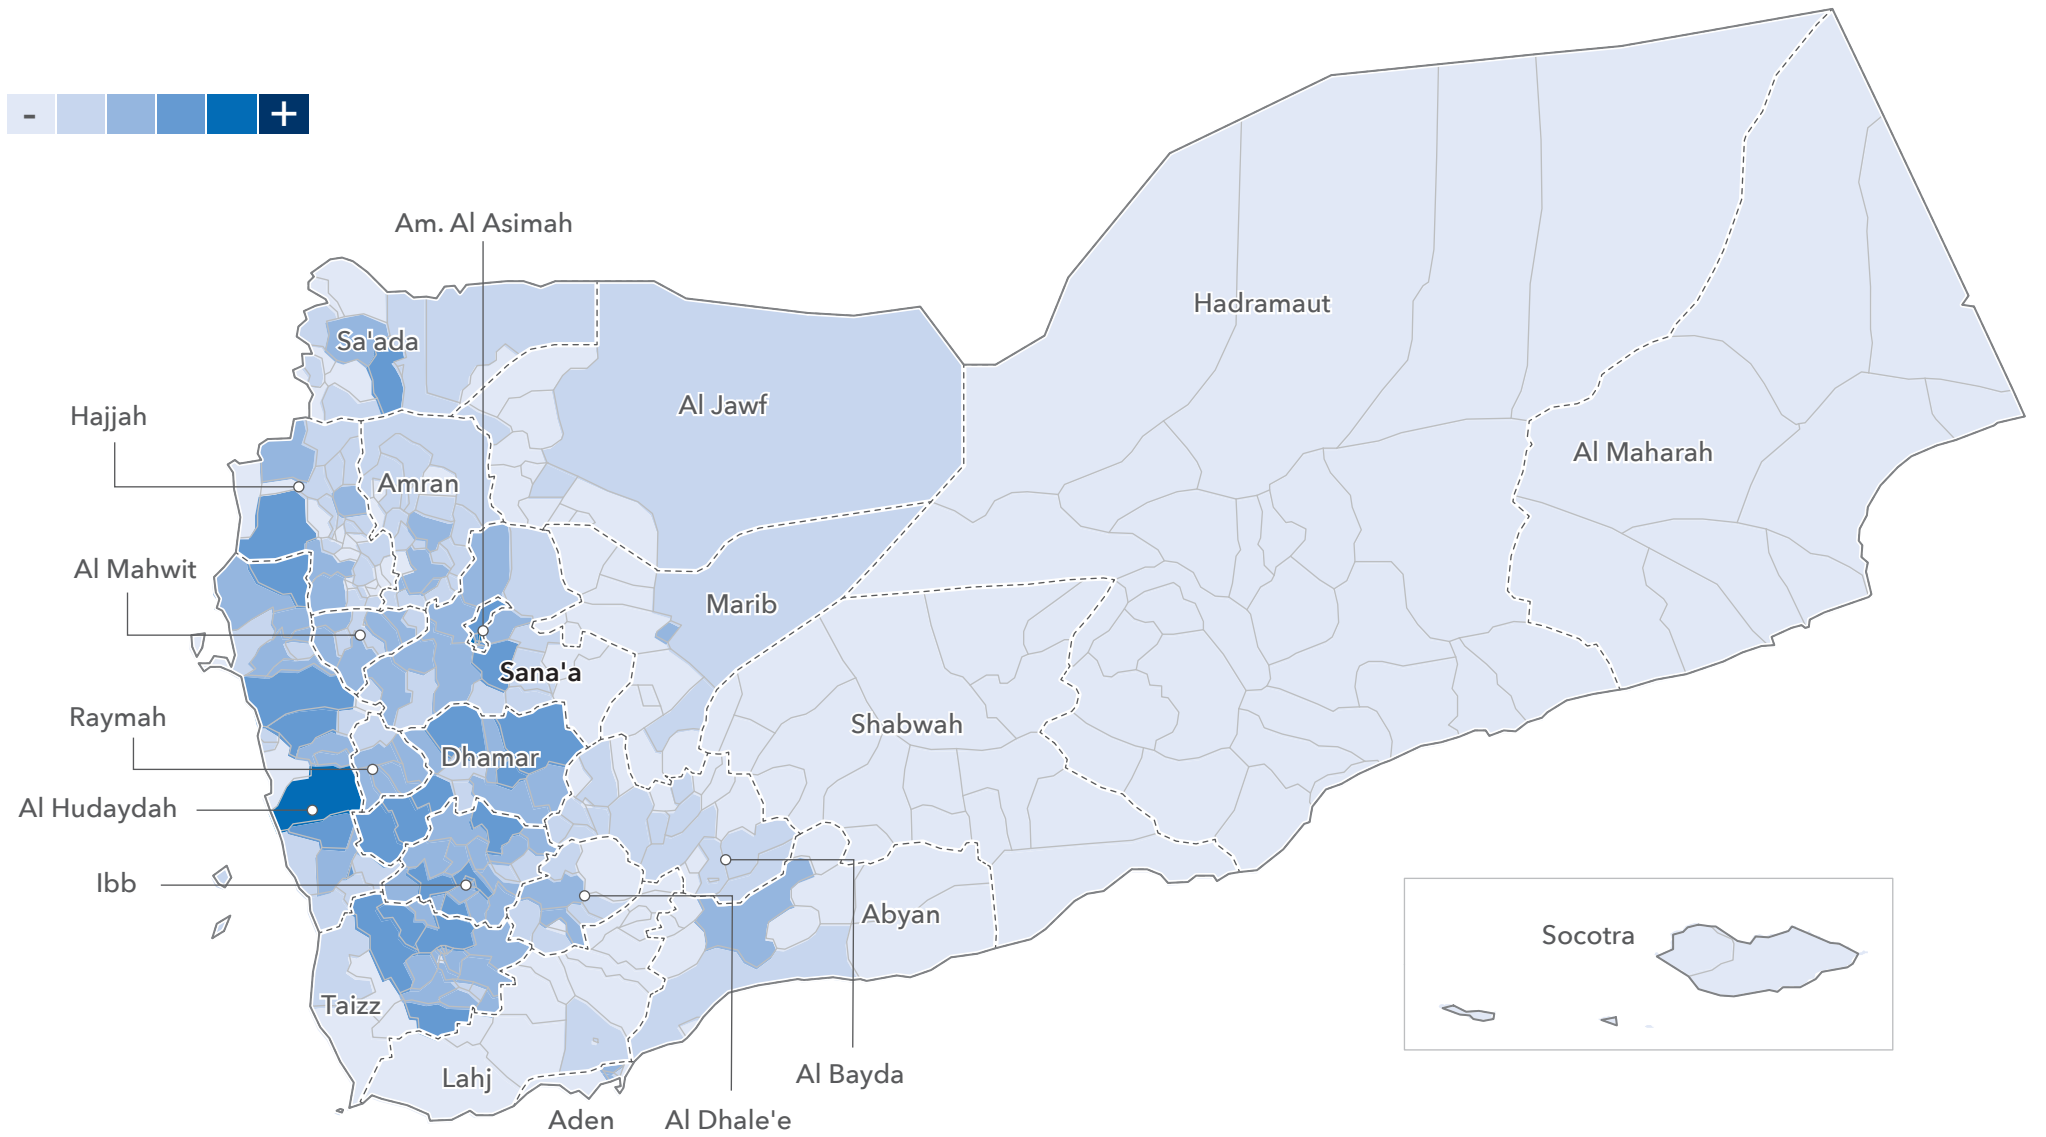 - +
Am. Al Asimah
Hadramaut
Sa'ada
Al Jawf
Hajjah
Al Maharah
Amran
Al Mahwit
Marib
Sana'a
Raymah
Shabwah
Dhamar
Al Hudaydah
Ibb
Abyan
Socotra
Taizz
Lahj
Al Bayda
Aden
Al Dhale'e